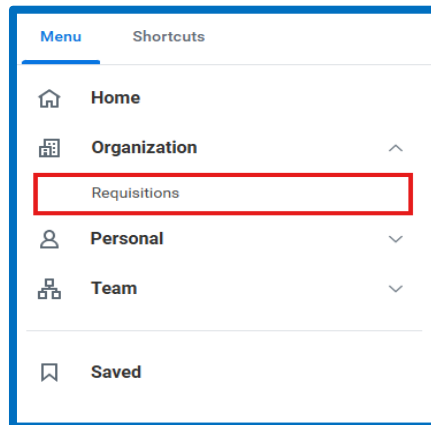 Menu Shortcuts
Home
Organization
Requisitions
Personal
Team
Saved